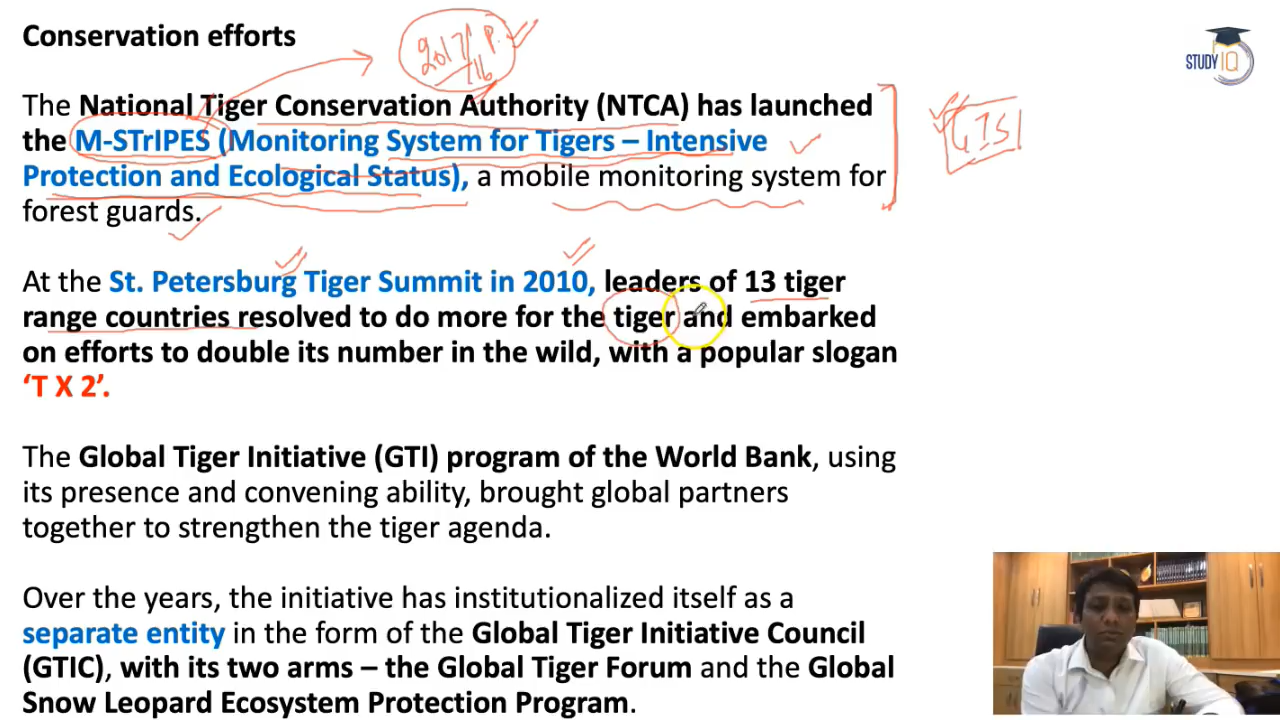 Conservation efforts
2017/16 P.
STUDY IQ
The National Tiger Conservation Authority (NTCA) has launched
the M-STrIPES (Monitoring System for Tigers – Intensive
Protection and Ecological Status), a mobile monitoring system for
forest guards.
At the St. Petersburg Tiger Summit in 2010, leaders of 13 tiger
range countries resolved to do more for the tiger and embarked
on efforts to double its number in the wild, with a popular slogan
‘T X 2’.
The Global Tiger Initiative (GTI) program of the World Bank, using
its presence and convening ability, brought global partners
together to strengthen the tiger agenda.
Over the years, the initiative has institutionalized itself as a
separate entity in the form of the Global Tiger Initiative Council
(GTIC), with its two arms – the Global Tiger Forum and the Global
Snow Leopard Ecosystem Protection Program.